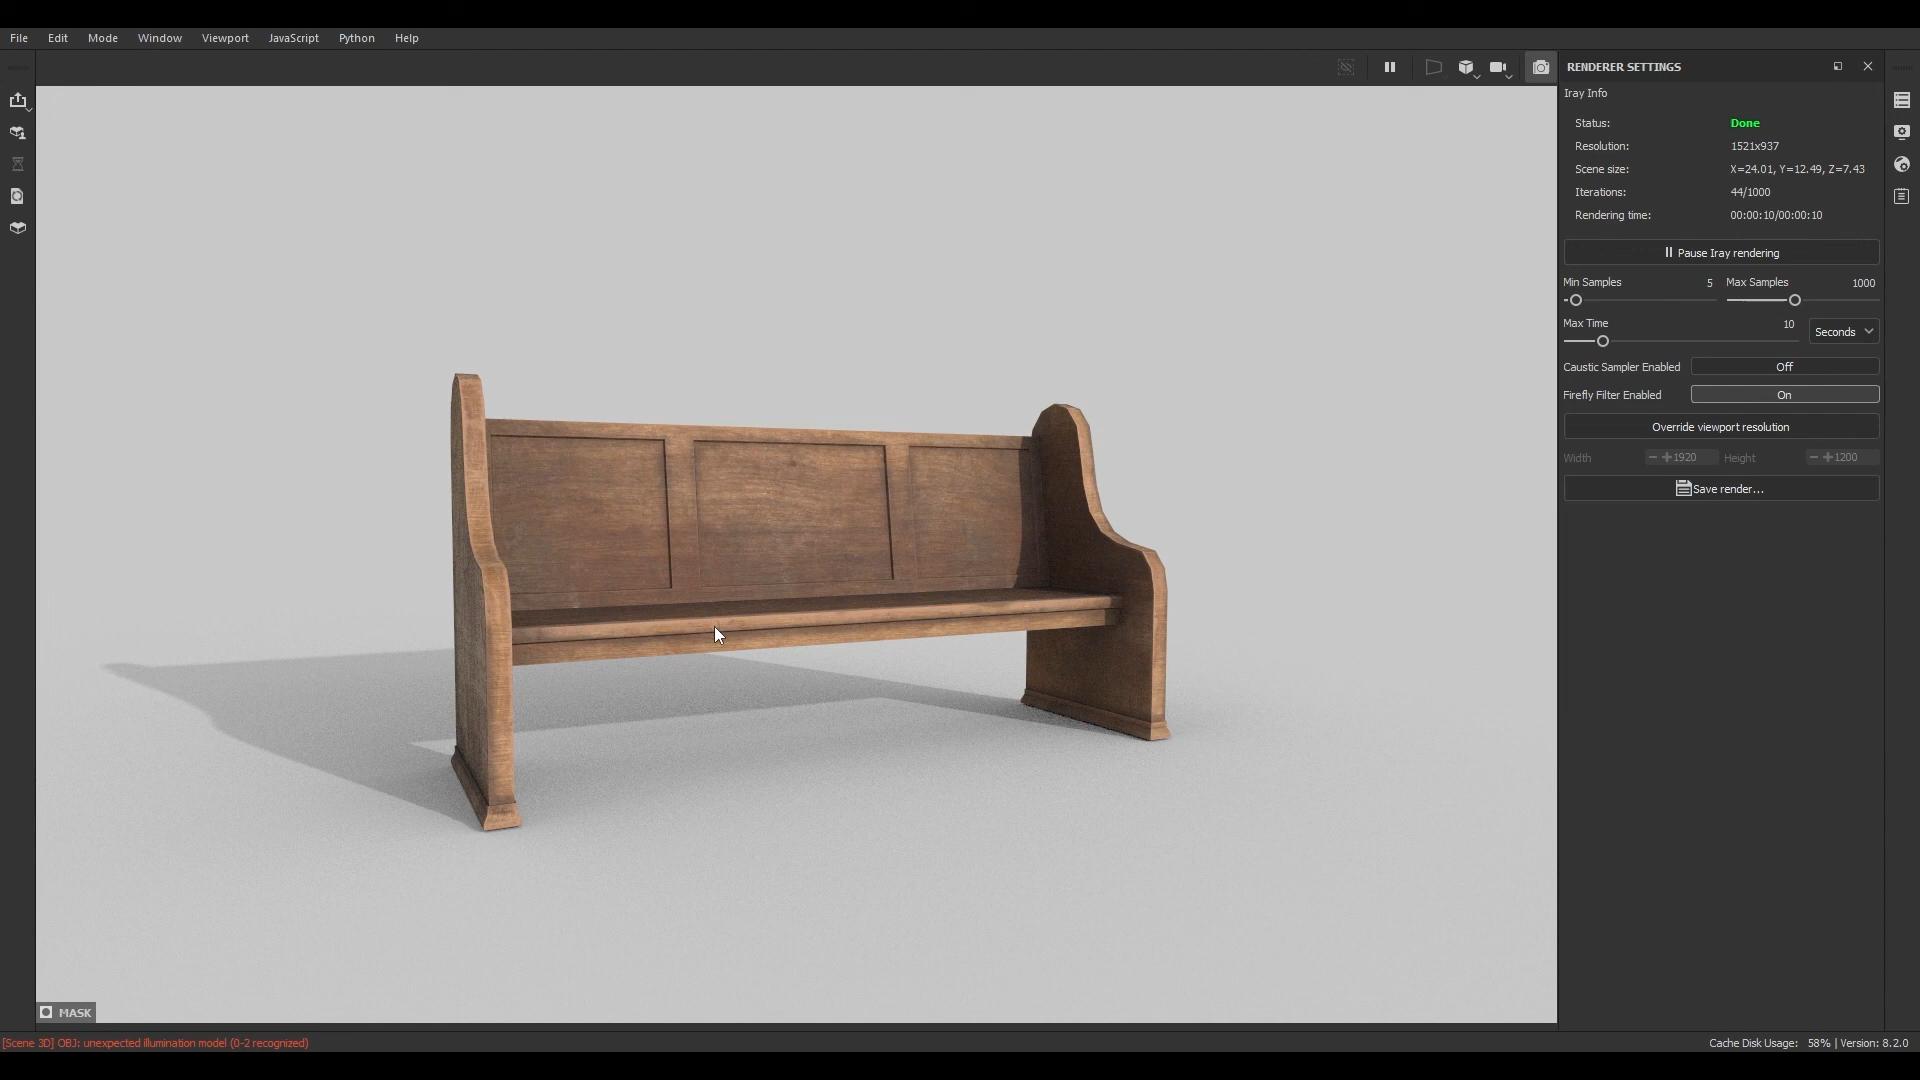 File Edit Mode Window Viewport JavaScript Python Help
RENDERER SETTINGS
Iray Info
Status: Done
Resolution: 1521x937
Scene size: X=24.01, Y=12.49, Z=7.43
Iterations: 44/1000
Rendering time: 00:00:10/00:00:10
Pause Iray rendering
Min Samples 5 Max Samples 1000
Max Time 10 Seconds
Caustic Sampler Enabled Off
Firefly Filter Enabled On
Override viewport resolution
Width 1920 Height 1200
Save render...
MASK
[Scene 3D] OBJ: unexpected illumination model (0-2 recognized)
Cache Disk Usage: 58% | Version: 8.2.0